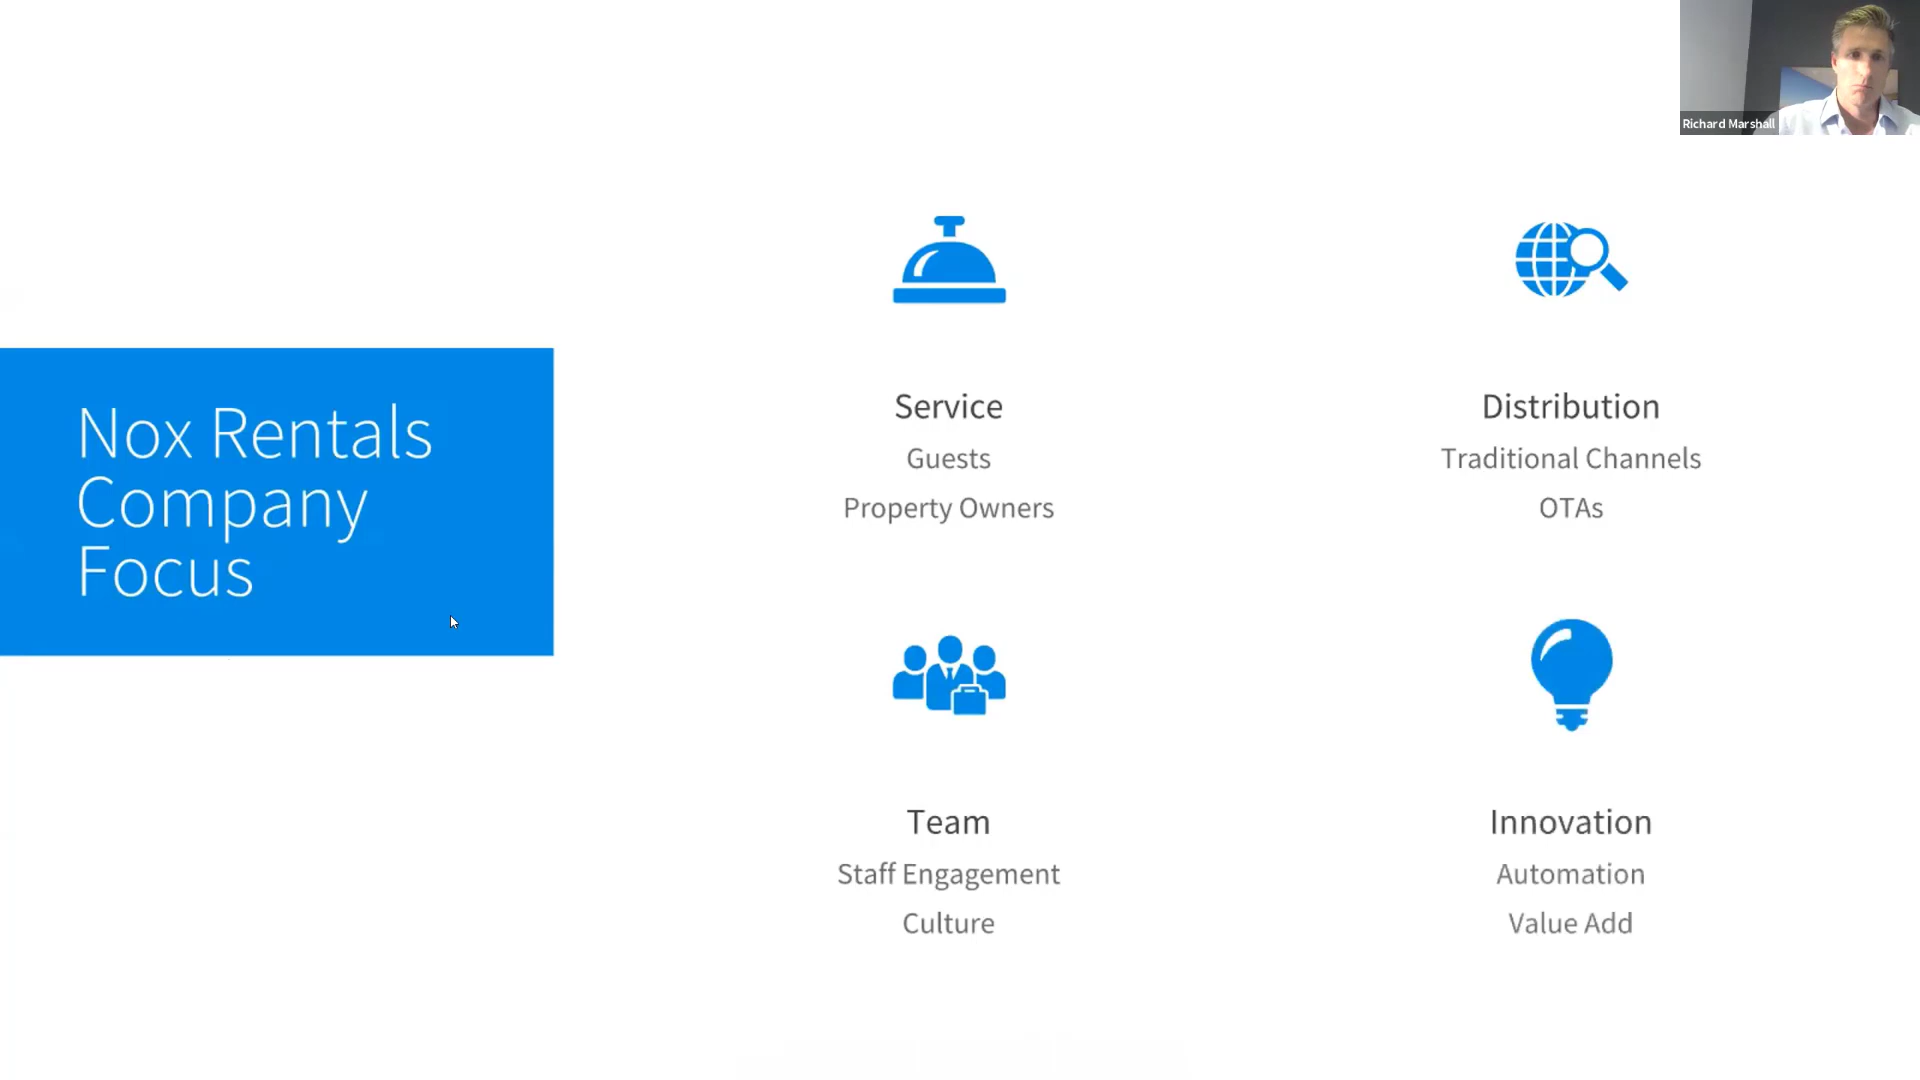 Richard Marshall
Nox Rentals
Company
Focus
Service
Guests
Property Owners
Distribution
Traditional Channels
OTAs
Team
Staff Engagement
Culture
Innovation
Automation
Value Add